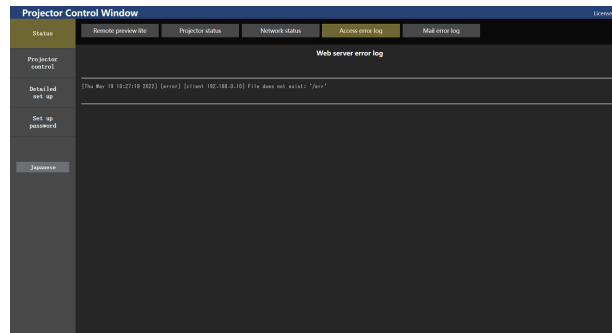 Projector Control Window
License
Status
Remote preview lite
Projector status
Network status
Access error log
Mail error log
Web server error log
Projector
control
Detailed
set up
[Thu May 19 10:27:19 2022] [error] [client 192.168.0.10] File does not exist: '/err'
Set up
password
Japanese